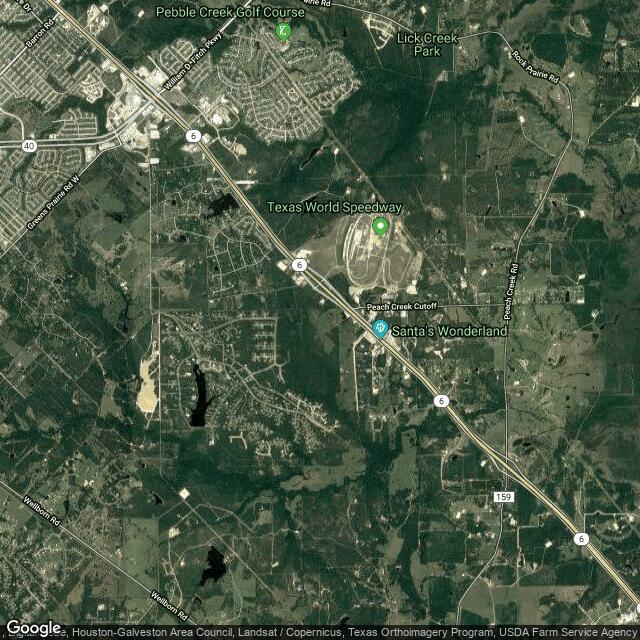 Pebble Creek Golf Course
Prairie Rd
Lick Creek
Park
Barron Rd
William D-Fitch Pkwy
Rock Prairie Rd
6
40
Greens Prairie Rd W
Texas World Speedway
6
Peach Creek Cutoff
Peach Creek Rd
Santa's Wonderland
6
159
Wellborn Rd
6
Wellborn Rd
Google
Houston-Galveston Area Council, Landsat / Copernicus, Texas Orthoimagery Program, USDA Farm Service Agency